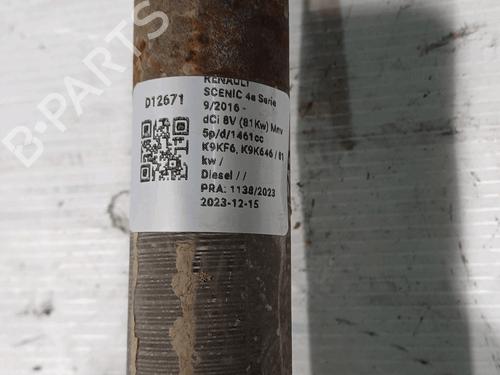 D12671
RENAULT
SCENIC 4a Serie
9/2016 -
dCi 8V (81Kw) Mnv
5p/d/1461cc
K9KF6, K9K646 / 81
kw /
Diesel / /
PRA: 1138/2023
2023-12-15
B-PARTS